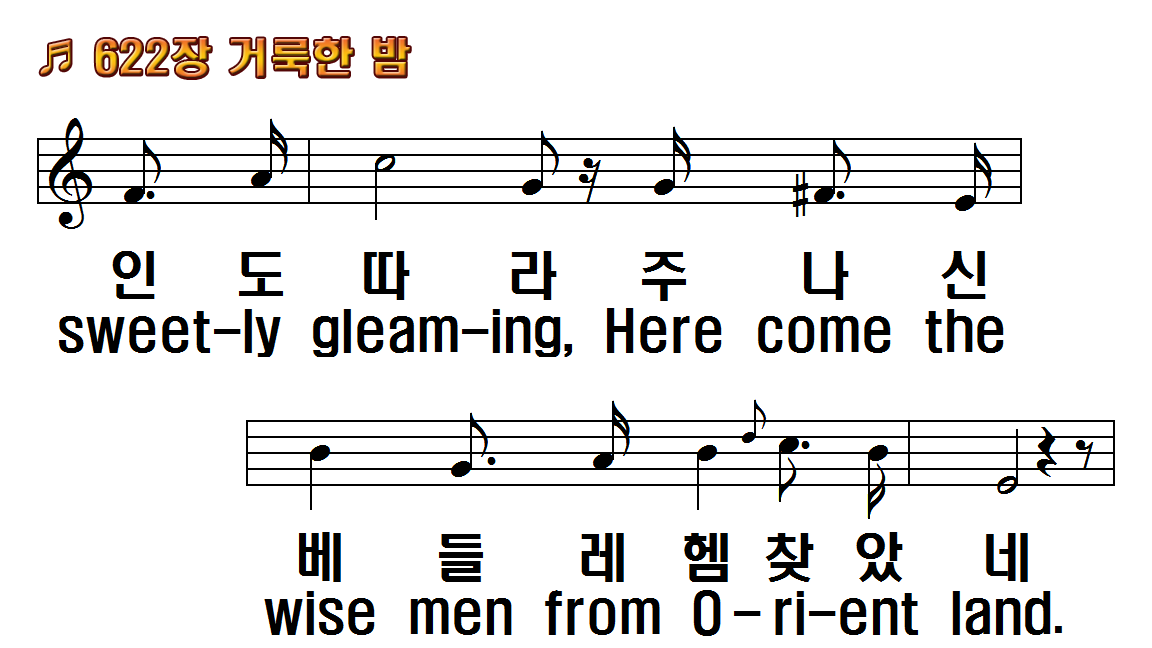 ♬ 622장 거룩한 밤
인 도 따 라 주 나 신
sweet-ly gleam-ing, Here come the
베 들 레 헴 찾 았 네
wise men from O-ri-ent land.